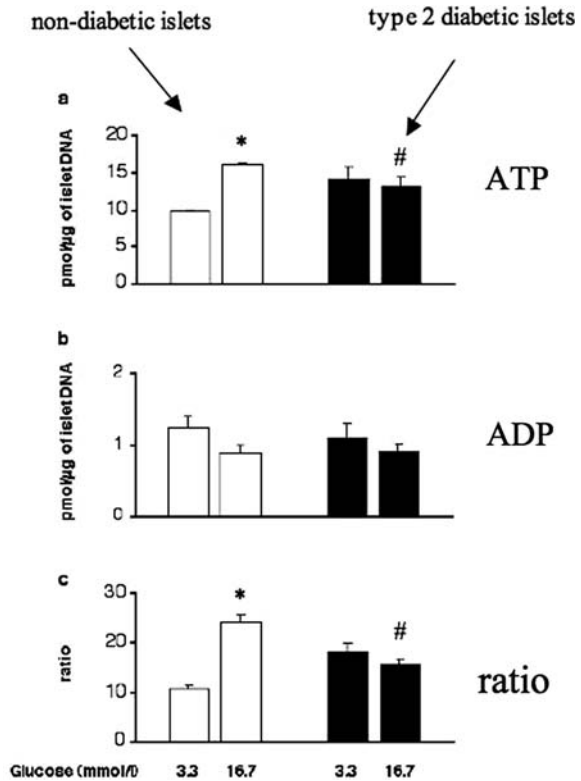 non-diabetic islets
type 2 diabetic islets
a
*
#
20
15
10
5
0
pmol/µg of islet DNA
ATP
b
2
1
0
pmol/µg of islet DNA
ADP
c
*
#
30
20
10
0
ratio
ratio
Glucose (mmol/l) 3.3 16.7 3.3 16.7